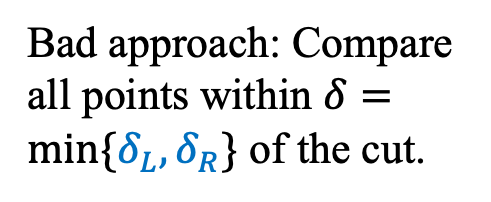 Bad approach: Compare
all points within δ =
min{δ_L, δ_R} of the cut.